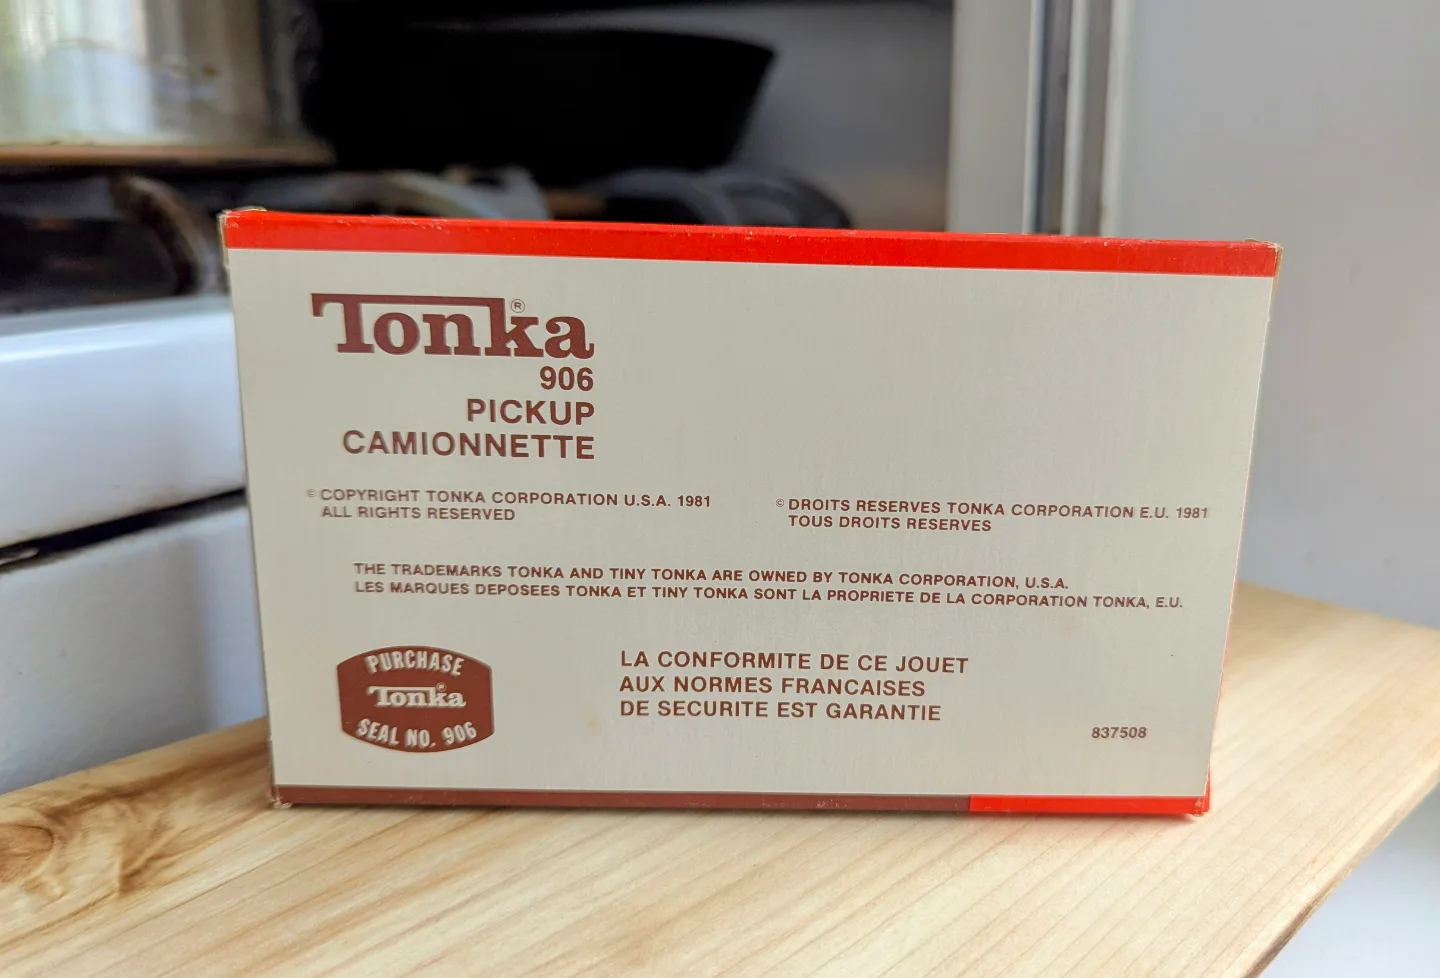 Tonka®
906
PICKUP
CAMIONNETTE
© COPYRIGHT TONKA CORPORATION U.S.A. 1981
ALL RIGHTS RESERVED
© DROITS RESERVES TONKA CORPORATION E.U. 1981
TOUS DROITS RESERVES
THE TRADEMARKS TONKA AND TINY TONKA ARE OWNED BY TONKA CORPORATION, U.S.A.
LES MARQUES DEPOSEES TONKA ET TINY TONKA SONT LA PROPRIETE DE LA CORPORATION TONKA, E.U.
PURCHASE
Tonka®
SEAL NO. 906
LA CONFORMITE DE CE JOUET
AUX NORMES FRANCAISES
DE SECURITE EST GARANTIE
837508